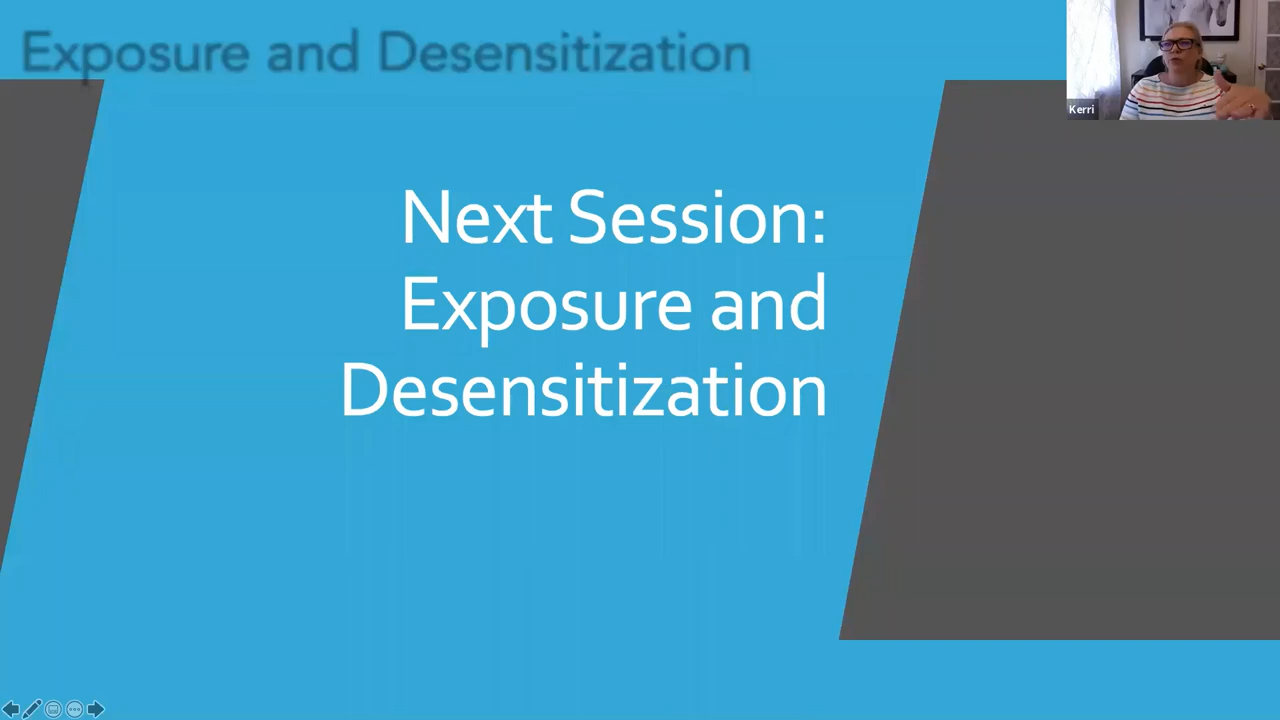 Exposure and Desensitization
Kerri
Next Session:
Exposure and
Desensitization